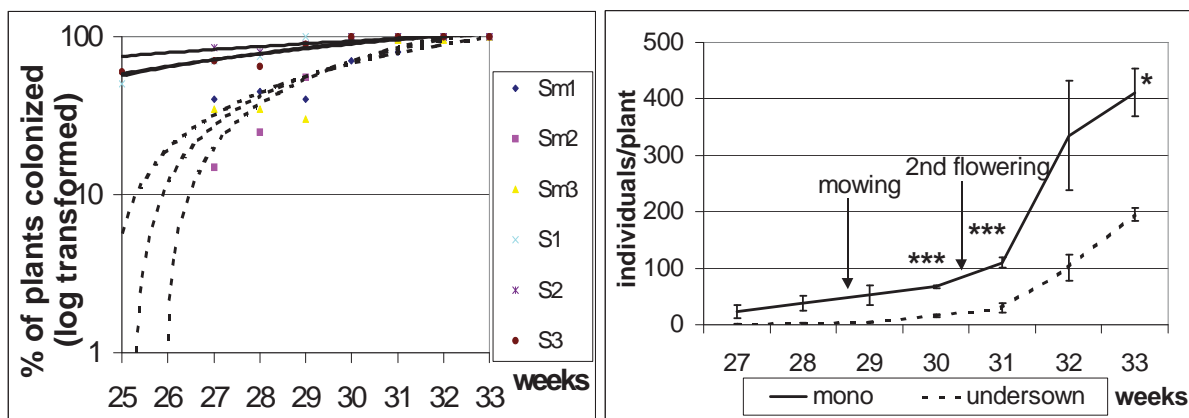 % of plants colonized
(log transformed)
100
10
1
25 26 27 28 29 30 31 32 33
weeks
Sm1
Sm2
Sm3
S1
S2
S3
individuals/plant
500
400
300
200
100
0
mowing
2nd flowering
***
***
*
27 28 29 30 31 32 33
mono undersown
weeks